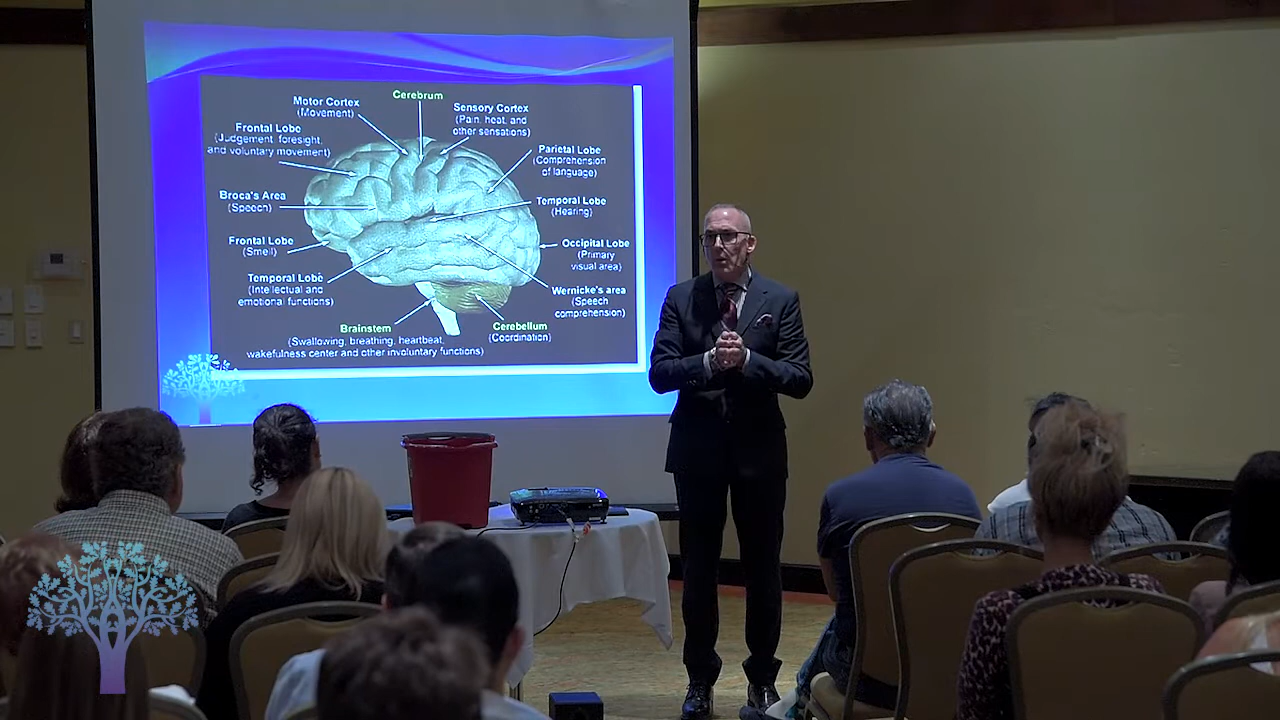 Cerebrum
Motor Cortex
(Movement)
Sensory Cortex
(Pain, heat, and
other sensations)
Frontal Lobe
(Judgement, foresight,
and voluntary movement)
Parietal Lobe
(Comprehension
of language)
Broca's Area
(Speech)
Temporal Lobe
(Hearing)
Frontal Lobe
(Smell)
Occipital Lobe
(Primary
visual area)
Temporal Lobe
(Intellectual and
emotional functions)
Wernicke's area
(Speech
comprehension)
Brainstem
(Swallowing, breathing, heartbeat,
wakefulness center and other involuntary functions)
Cerebellum
(Coordination)